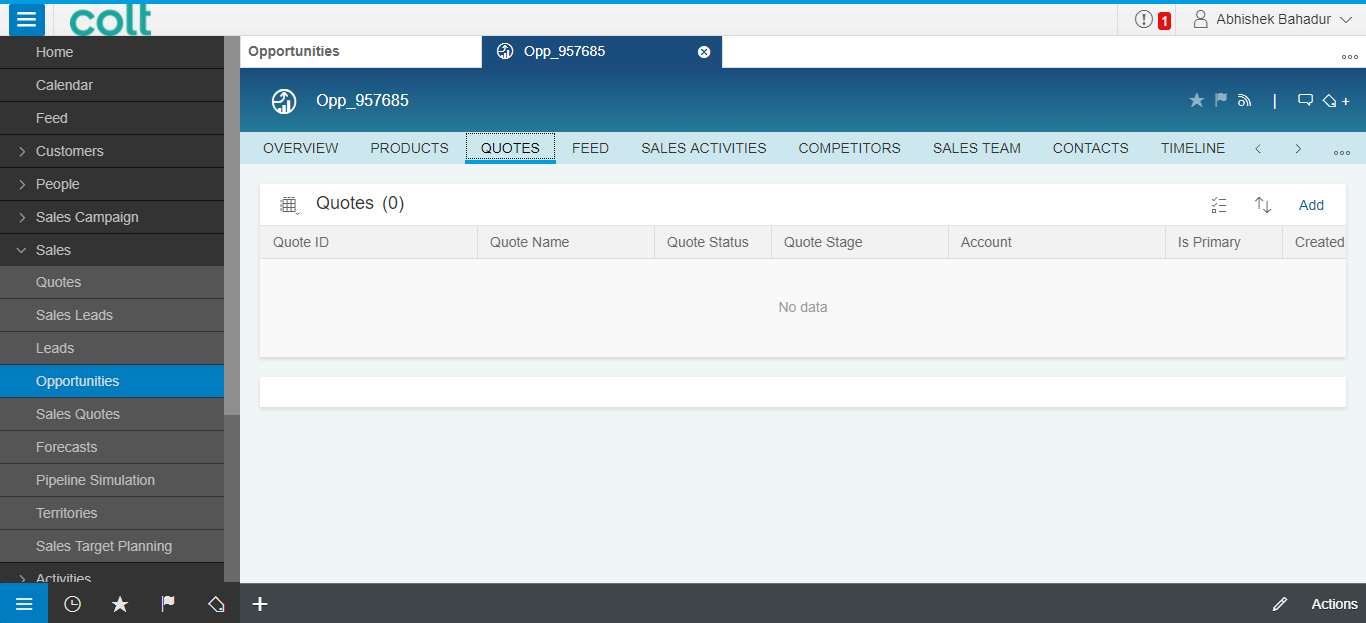 colt
1
Abhishek Bahadur
Home
Calendar
Feed
Customers
People
Sales Campaign
Sales
Quotes
Sales Leads
Leads
Opportunities
Sales Quotes
Forecasts
Pipeline Simulation
Territories
Sales Target Planning
Activities
Opportunities
Opp_957685
Opp_957685
OVERVIEW PRODUCTS QUOTES FEED SALES ACTIVITIES COMPETITORS SALES TEAM CONTACTS TIMELINE
Quotes (0)
Add
Quote ID Quote Name Quote Status Quote Stage Account Is Primary Created
No data
Actions